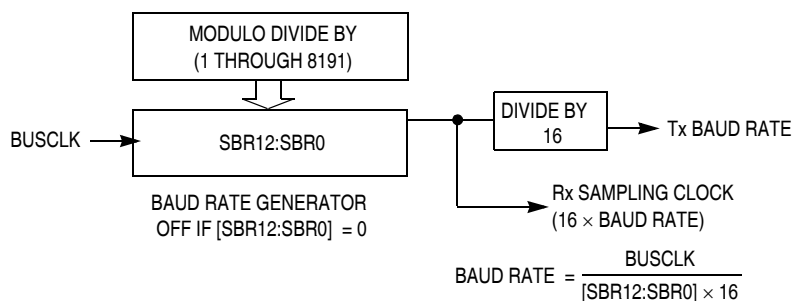 MODULO DIVIDE BY
(1 THROUGH 8191)
BUSCLK
SBR12:SBR0
DIVIDE BY
16
Tx BAUD RATE
BAUD RATE GENERATOR
OFF IF [SBR12:SBR0] = 0
Rx SAMPLING CLOCK
(16 × BAUD RATE)
BAUD RATE = BUSCLK
[SBR12:SBR0] × 16